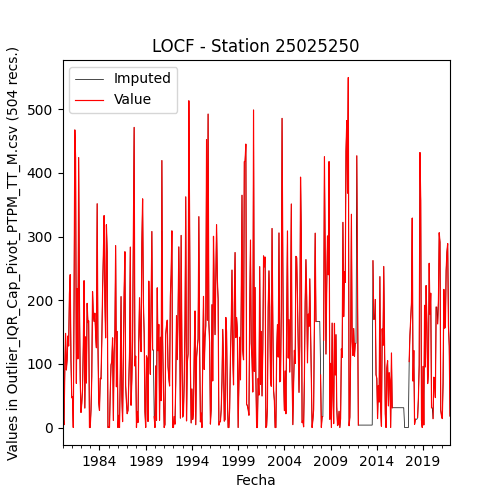 LOCF - Station 25025250
Imputed
Value
Values in Outlier_IQR_Cap_Pivot_PTPM_TT_M.csv (504 recs.)
500
400
300
200
100
0
1984 1989 1994 1999 2004 2009 2014 2019
Fecha